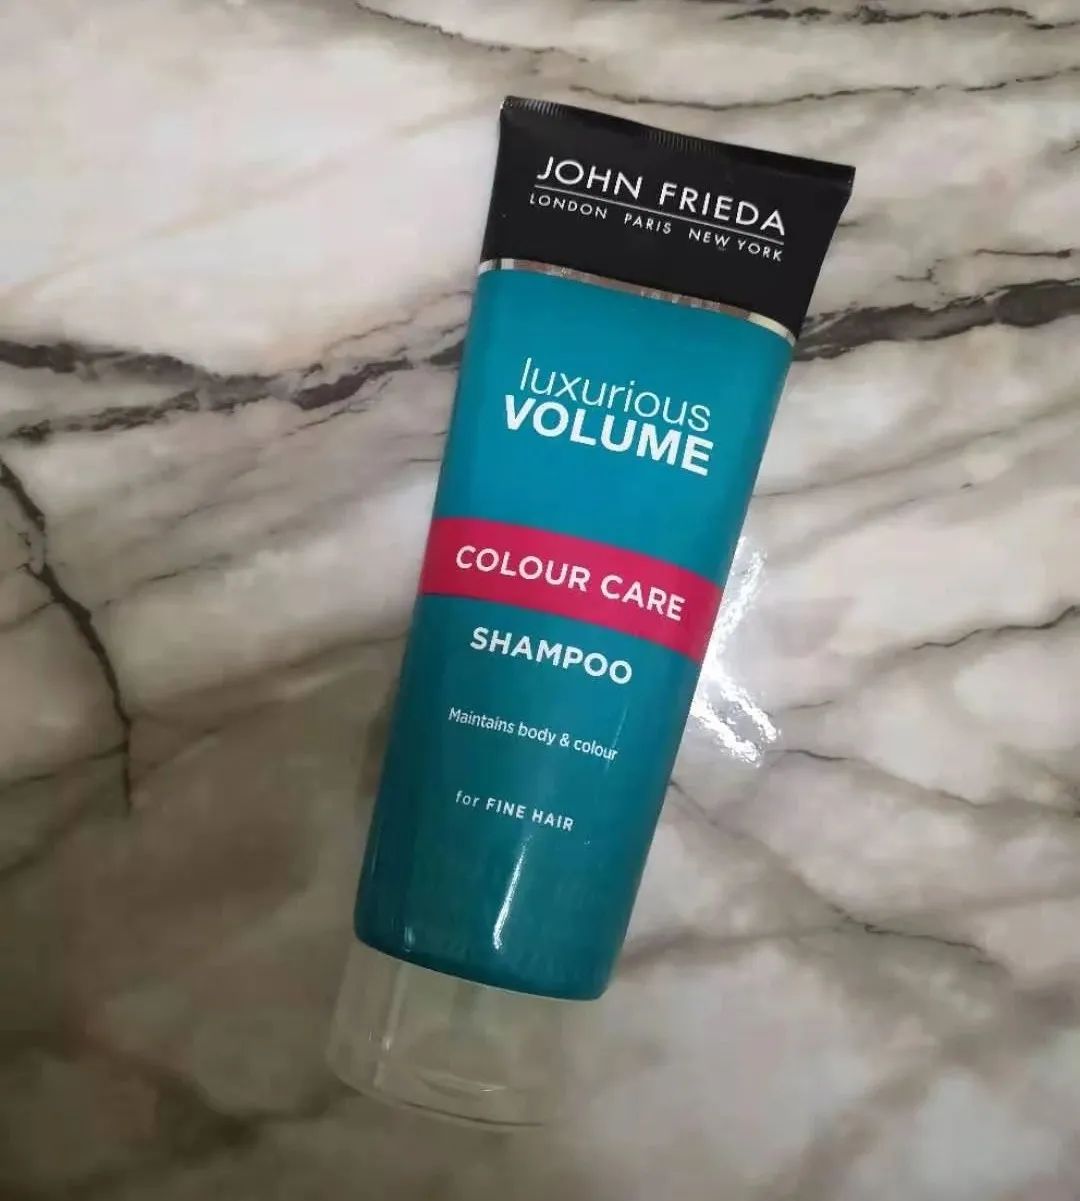 JOHN FRIEDA
LONDON PARIS NEW YORK
luxurious
VOLUME
COLOUR CARE
SHAMPOO
Maintains body & colour
for FINE HAIR